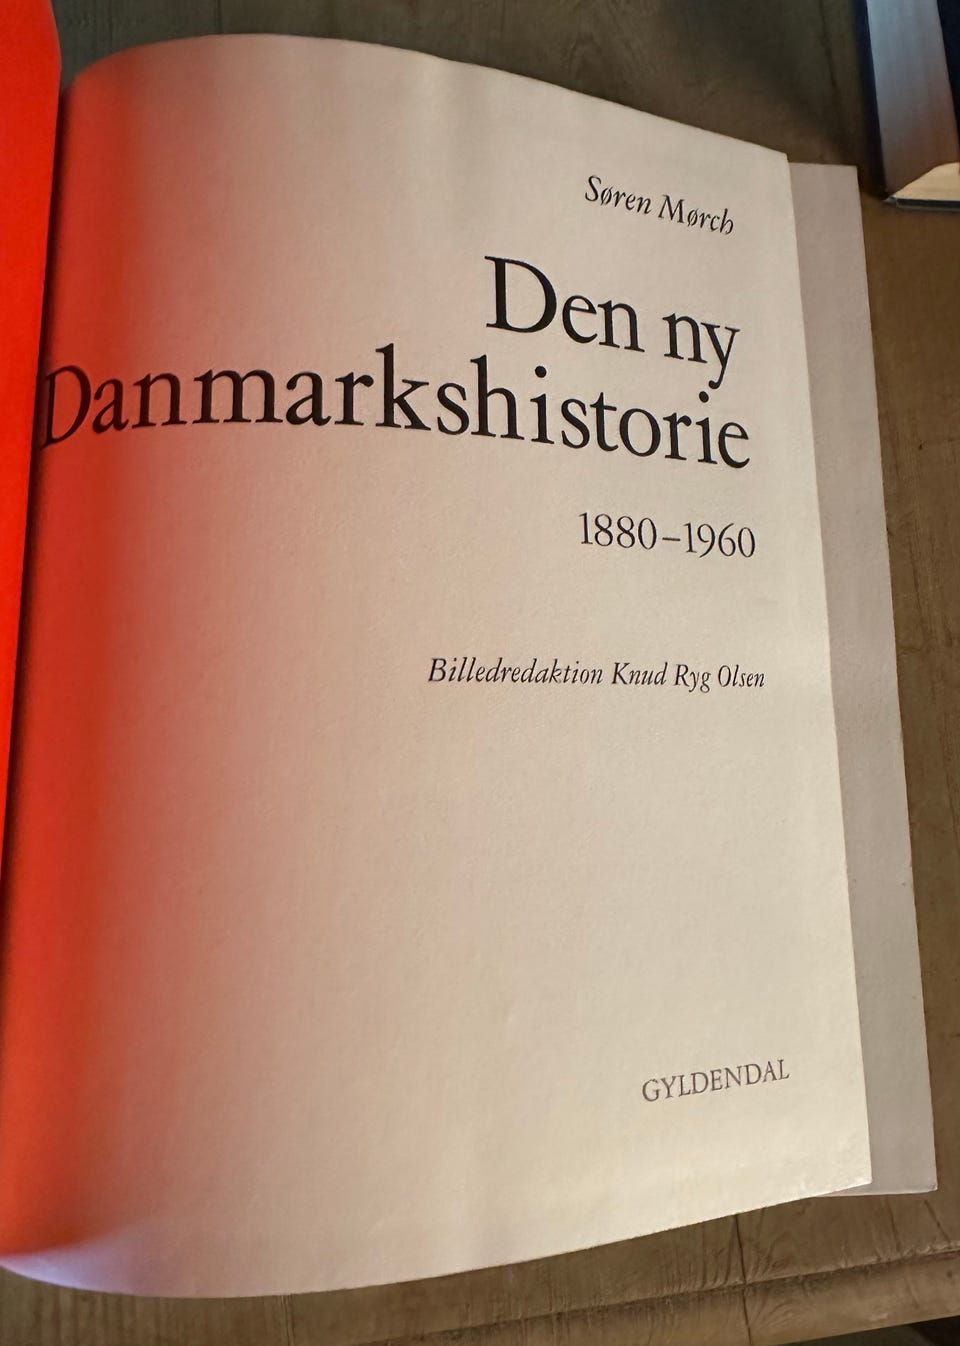 Søren Mørch
Den ny
Danmarkshistorie
1880–1960
Billedredaktion Knud Ryg Olsen
GYLDENDAL